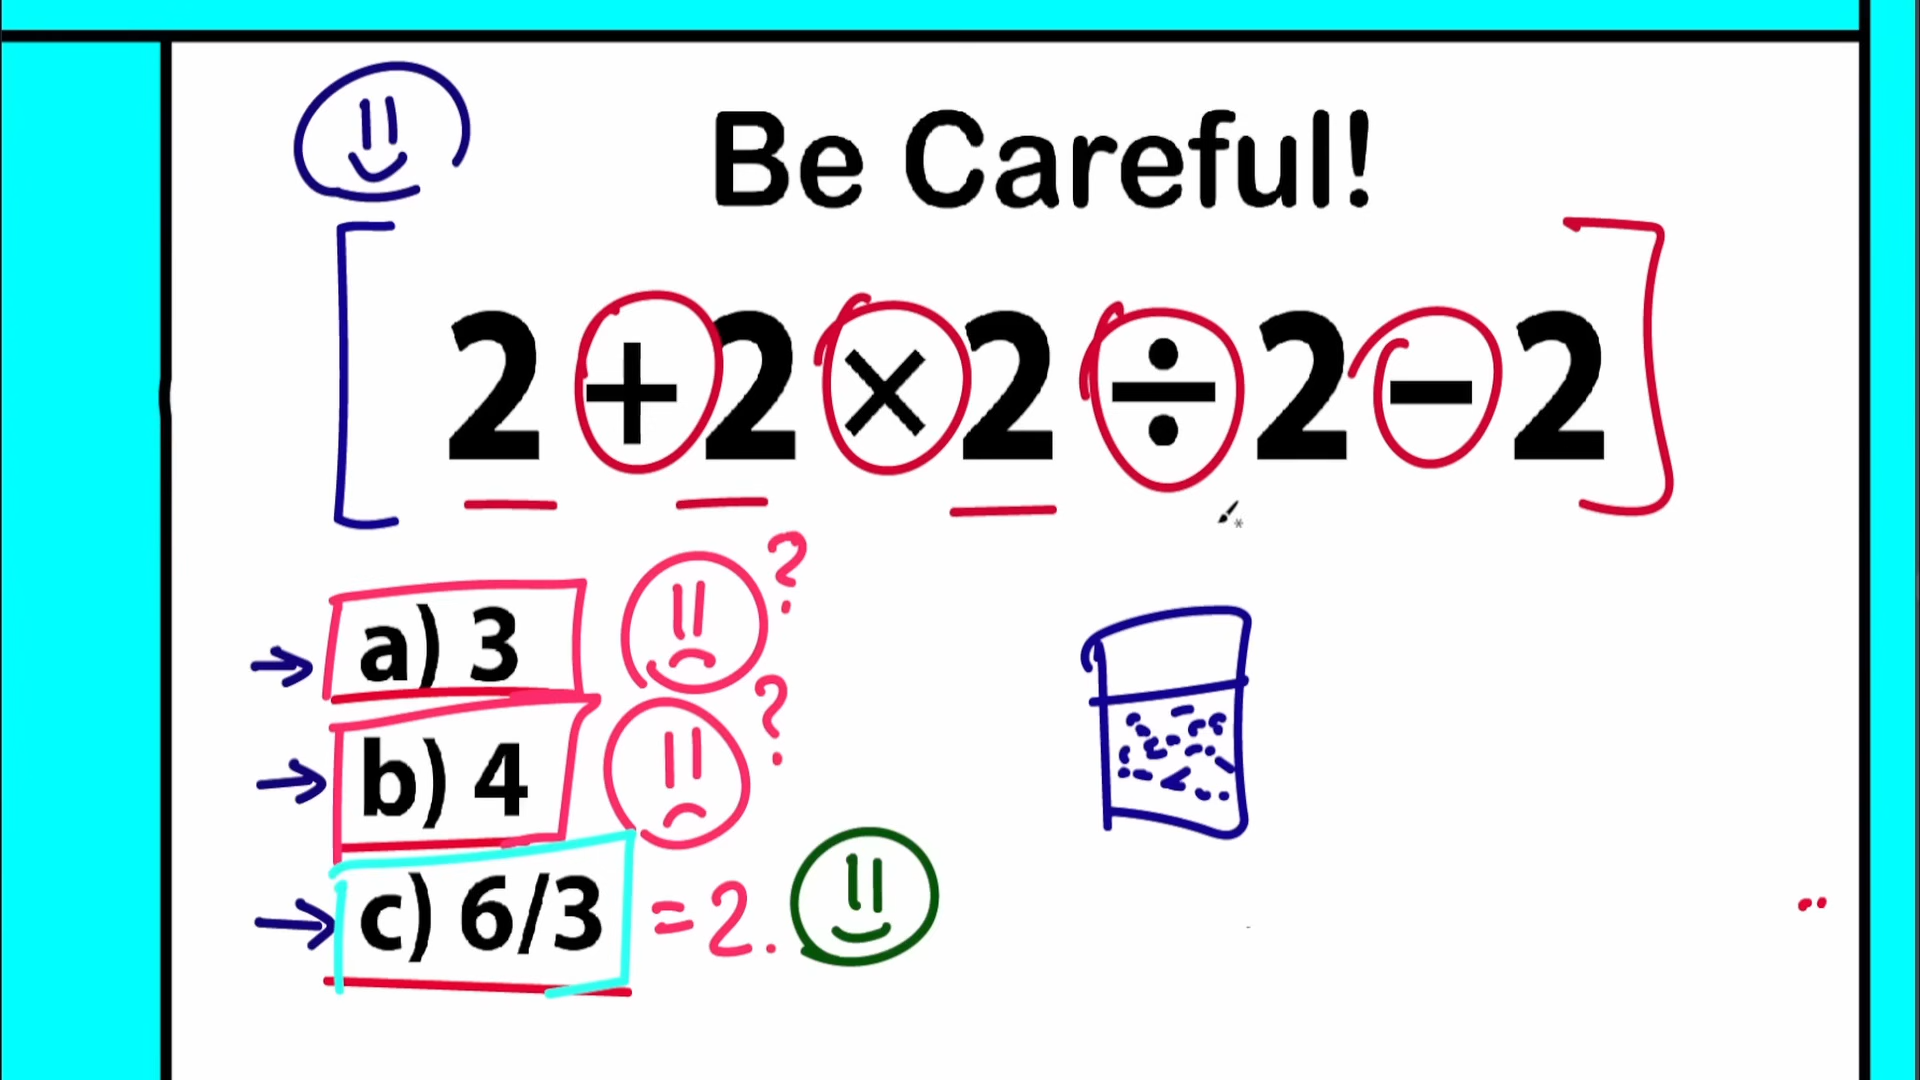 Be Careful!
2+2×2÷2-2
a) 3 ?
b) 4 ?
c) 6/3 = 2.